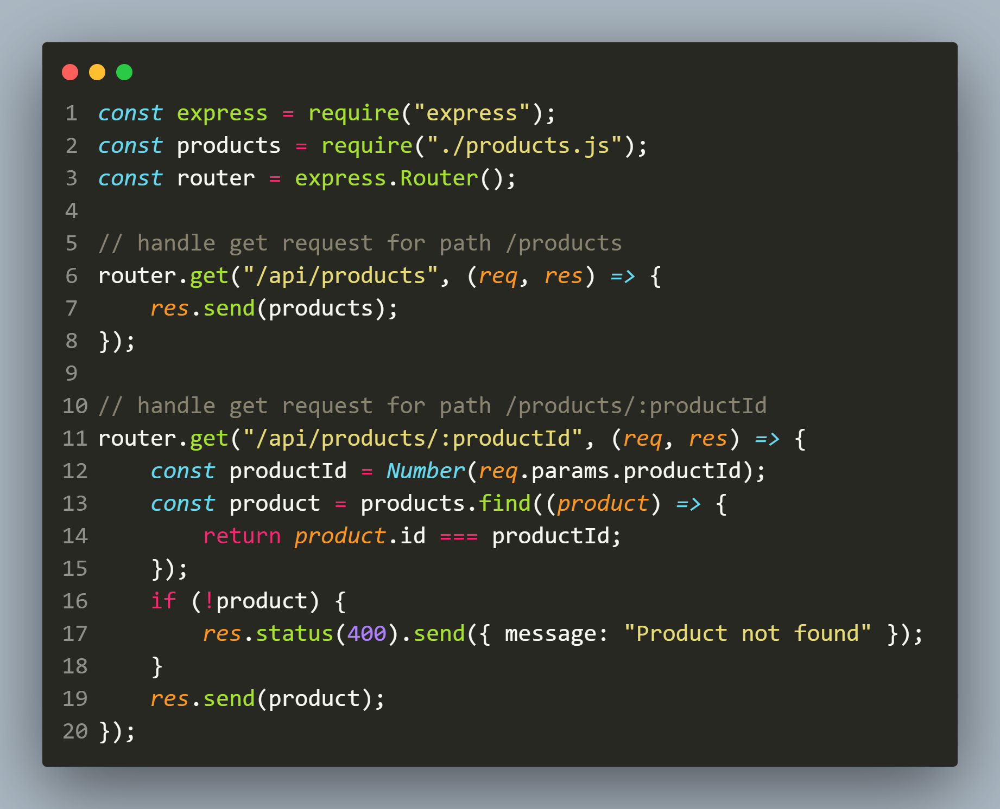 1 const express = require("express");
2 const products = require("./products.js");
3 const router = express.Router();
4
5 // handle get request for path /products
6 router.get("/api/products", (req, res) => {
7     res.send(products);
8 });
9
10 // handle get request for path /products/:productId
11 router.get("/api/products/:productId", (req, res) => {
12     const productId = Number(req.params.productId);
13     const product = products.find((product) => {
14         return product.id === productId;
15     });
16     if (!product) {
17         res.status(400).send({ message: "Product not found" });
18     }
19     res.send(product);
20 });